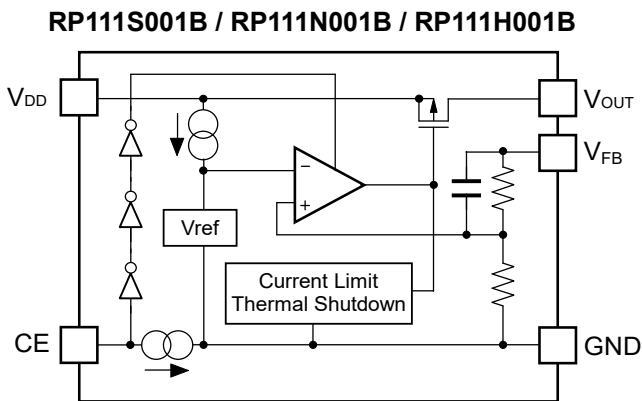 RP111S001B / RP111N001B / RP111H001B
VDD
VOUT
VFB
−
+
Vref
Current Limit
Thermal Shutdown
CE
GND